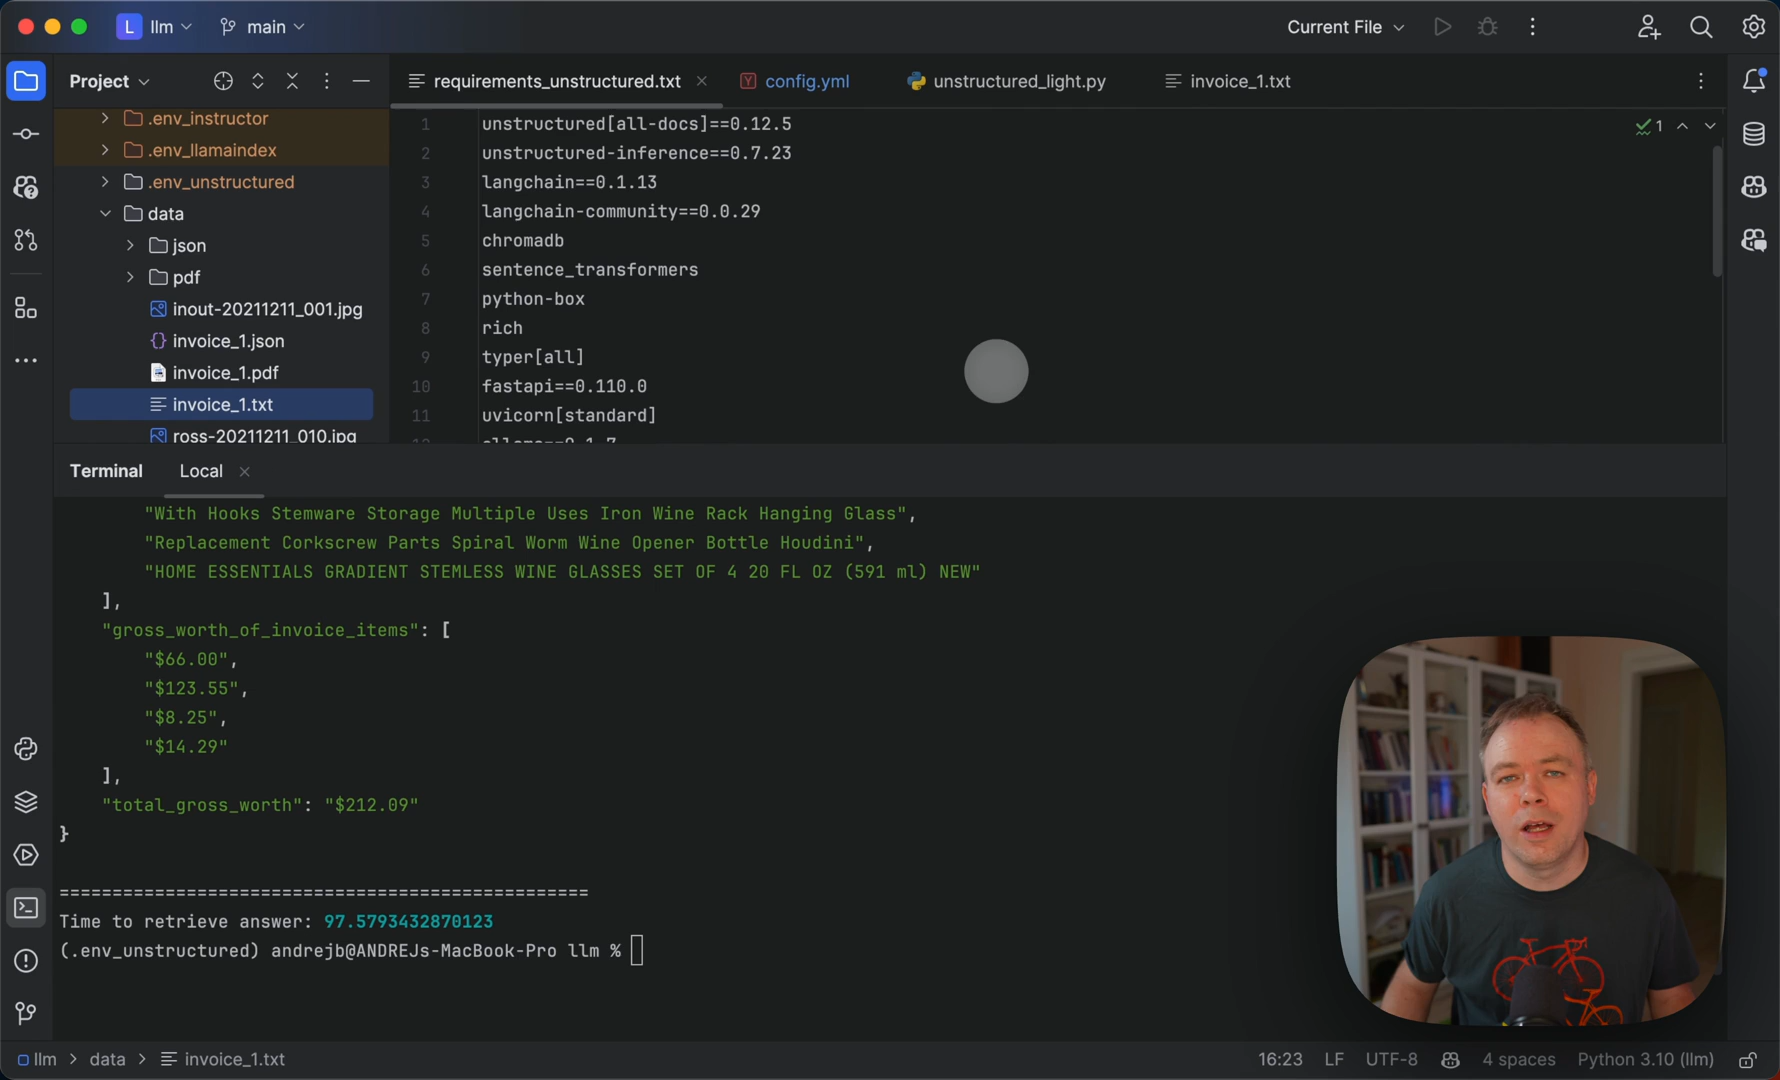 L llm main Current File
Project requirements_unstructured.txt config.yml unstructured_light.py invoice_1.txt
.env_instructor
.env_llamaindex
.env_unstructured
data
json
pdf
inout-20211211_001.jpg
invoice_1.json
invoice_1.pdf
invoice_1.txt
ross-20211211_010.jpg
1 unstructured[all-docs]==0.12.5
2 unstructured-inference==0.7.23
3 langchain==0.1.13
4 langchain-community==0.0.29
5 chromadb
6 sentence_transformers
7 python-box
8 rich
9 typer[all]
10 fastapi==0.110.0
11 uvicorn[standard]
1
Terminal Local
"With Hooks Stemware Storage Multiple Uses Iron Wine Rack Hanging Glass",
"Replacement Corkscrew Parts Spiral Worm Wine Opener Bottle Houdini",
"HOME ESSENTIALS GRADIENT STEMLESS WINE GLASSES SET OF 4 20 FL OZ (591 ml) NEW"
],
"gross_worth_of_invoice_items": [
"$66.00",
"$123.55",
"$8.25",
"$14.29"
],
"total_gross_worth": "$212.09"
}
==================================================
Time to retrieve answer: 97.5793432870123
(.env_unstructured) andrejb@ANDREJs-MacBook-Pro llm %
llm > data > invoice_1.txt 16:23 LF UTF-8 4 spaces Python 3.10 (llm)